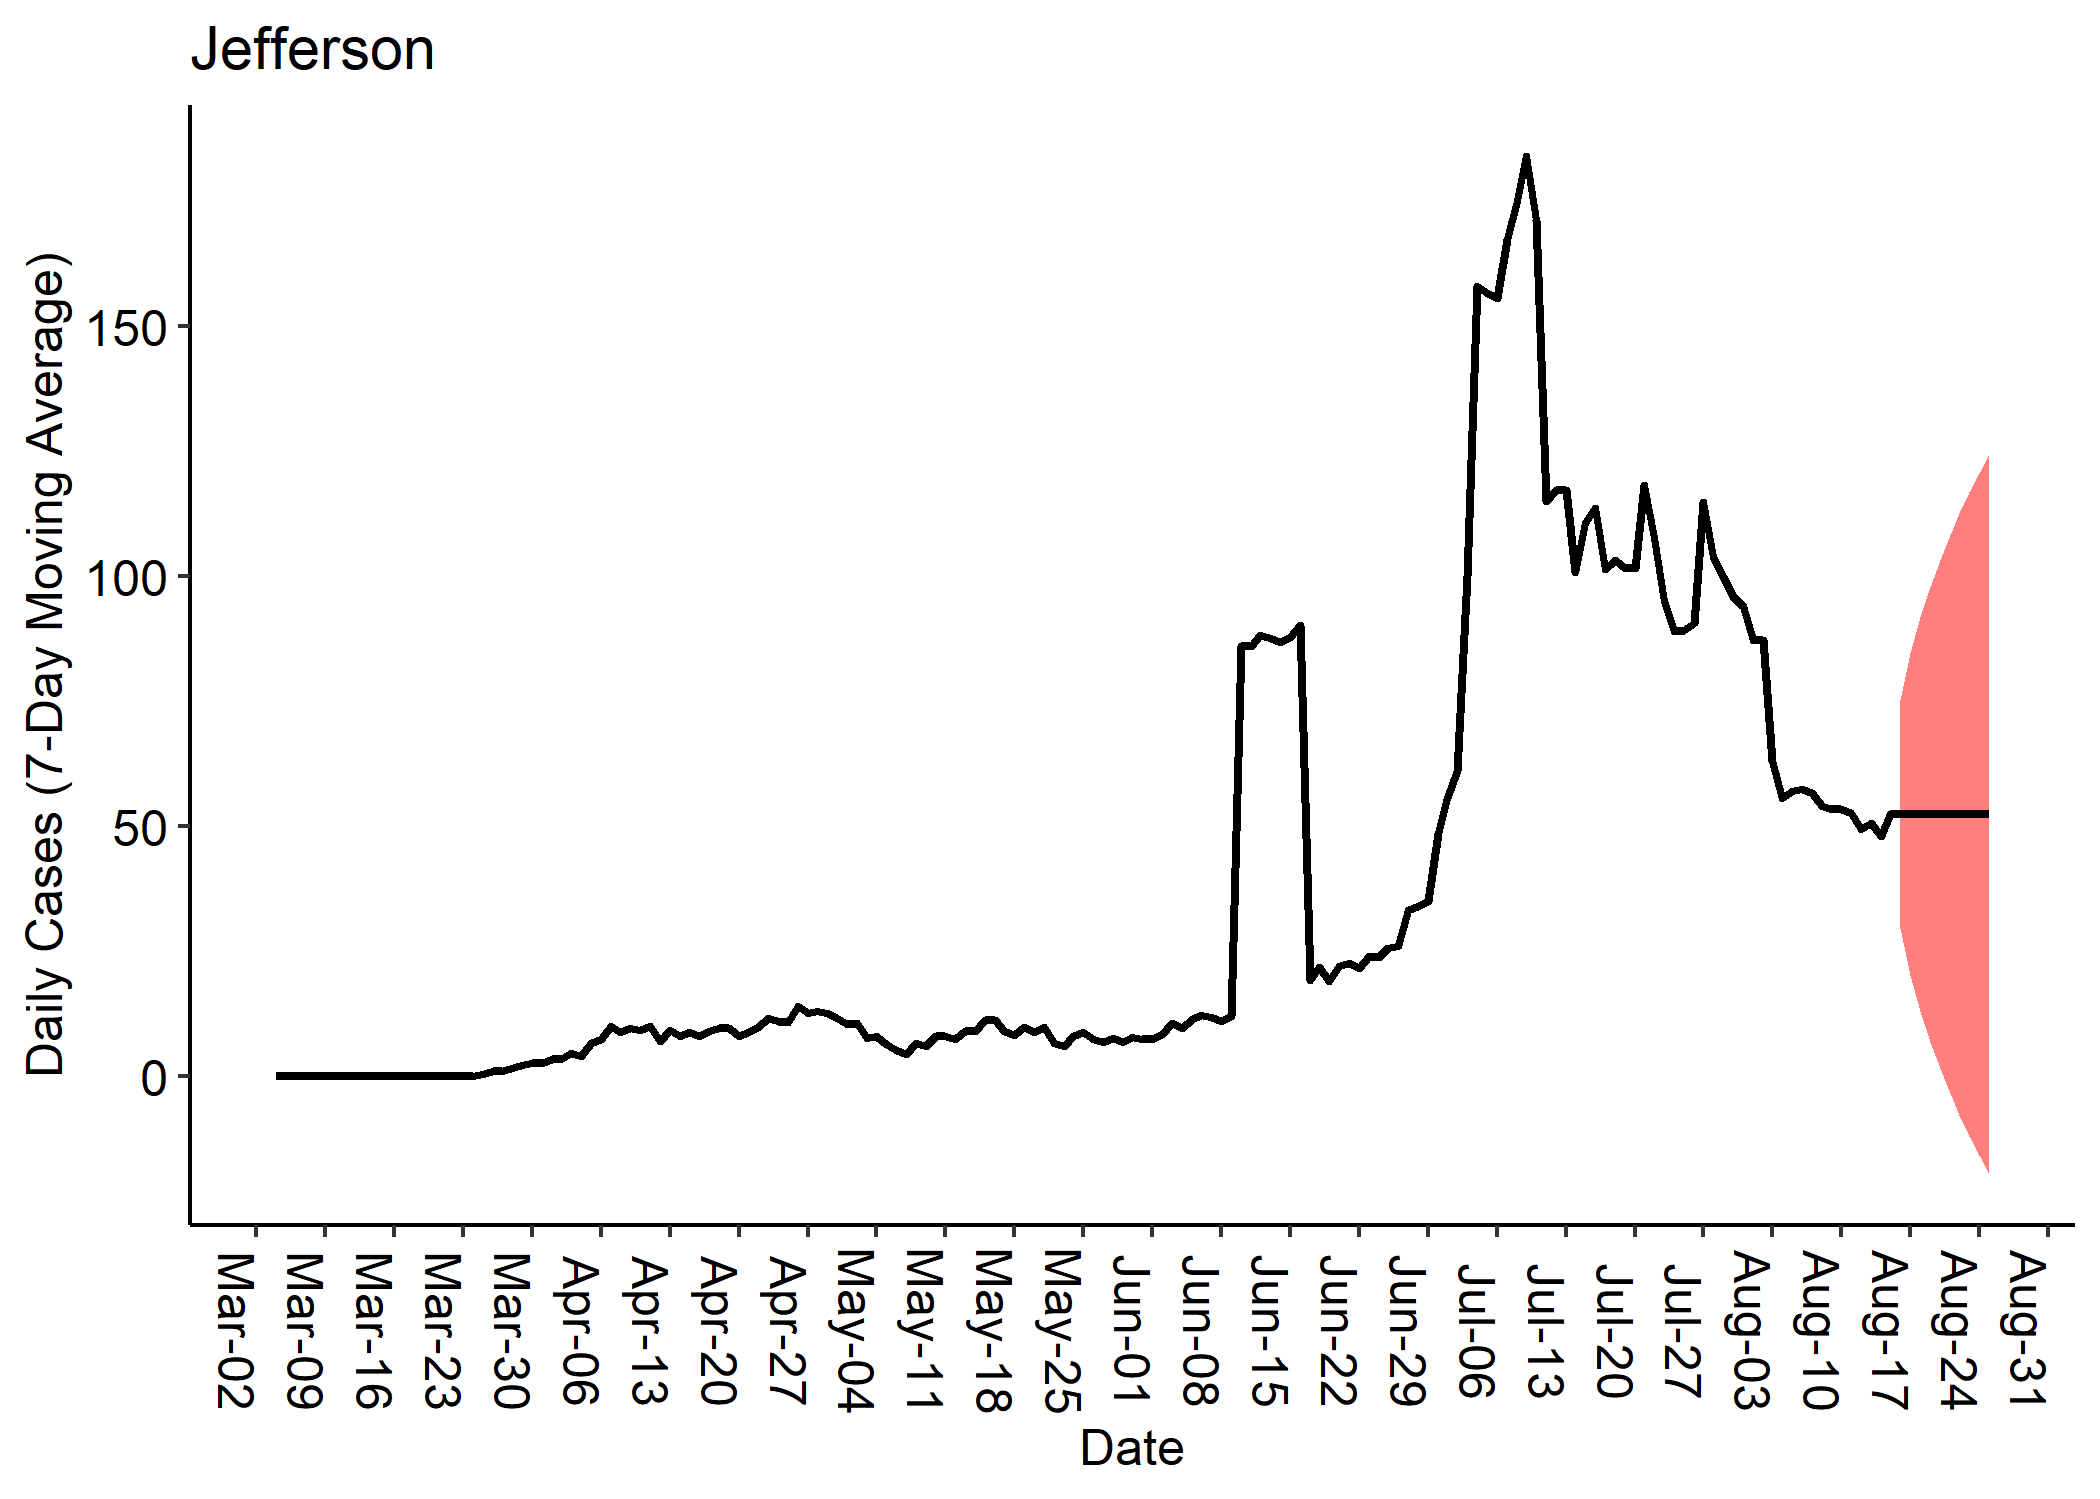 Jefferson
Daily Cases (7-Day Moving Average)
150
100
50
0
Mar-02
Mar-09
Mar-16
Mar-23
Mar-30
Apr-06
Apr-13
Apr-20
Apr-27
May-04
May-11
May-18
May-25
Jun-01
Jun-08
Jun-15
Jun-22
Jun-29
Jul-06
Jul-13
Jul-20
Jul-27
Aug-03
Aug-10
Aug-17
Aug-24
Aug-31
Date